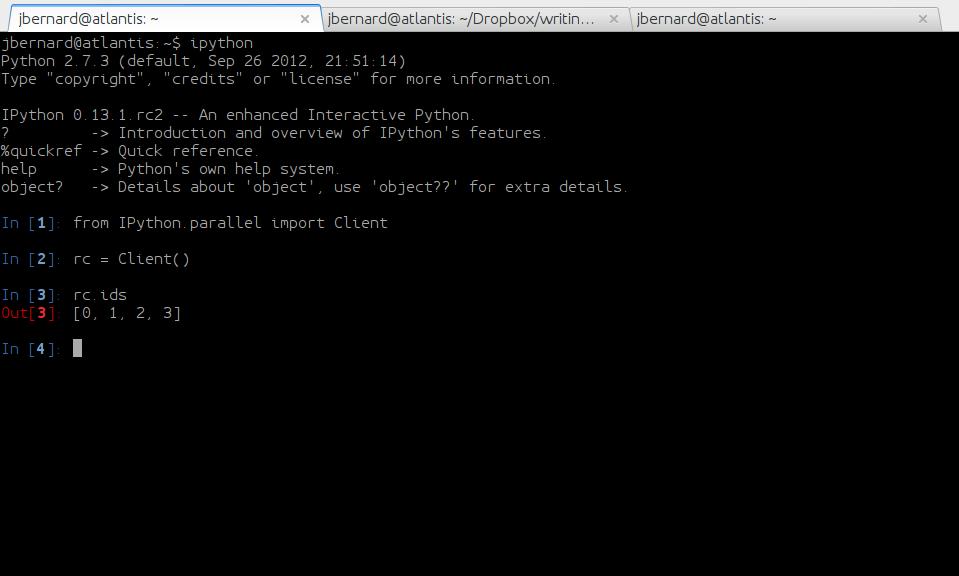 jbernard@atlantis: ~
jbernard@atlantis: ~/Dropbox/writin...
jbernard@atlantis: ~
jbernard@atlantis:~$ ipython
Python 2.7.3 (default, Sep 26 2012, 21:51:14)
Type "copyright", "credits" or "license" for more information.
IPython 0.13.1.rc2 -- An enhanced Interactive Python.
?         -> Introduction and overview of IPython's features.
%quickref -> Quick reference.
help      -> Python's own help system.
object?   -> Details about 'object', use 'object??' for extra details.
In [1]: from IPython.parallel import Client
In [2]: rc = Client()
In [3]: rc.ids
Out[3]: [0, 1, 2, 3]
In [4]: